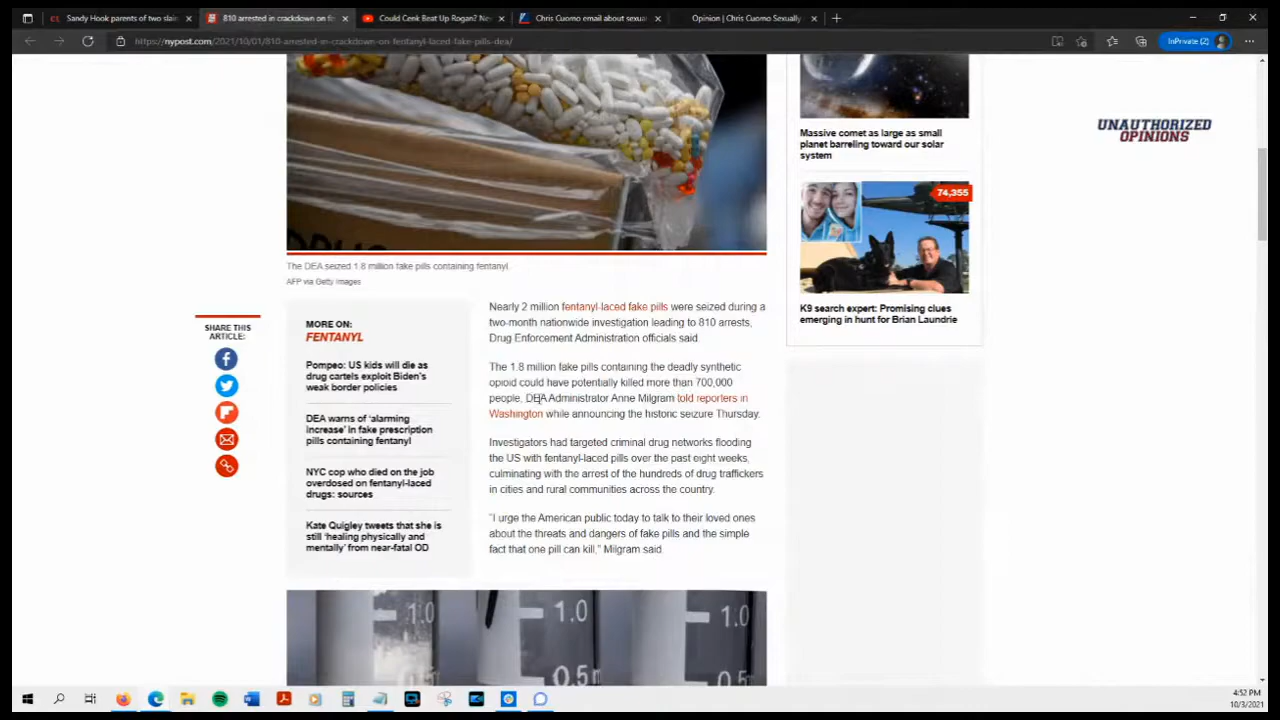 Sandy Hook parents of two slain
810 arrested in crackdown on fe
Could Cenk Beat Up Rogan? Ne
Chris Cuomo email about sexua
Opinion | Chris Cuomo Sexually
https://nypost.com/2021/10/01/810-arrested-in-crackdown-on-fentanyl-laced-fake-pills-dea/
InPrivate (2)
UNAUTHORIZED
OPINIONS
Massive comet as large as small
planet barreling toward our solar
system
74,355
K9 search expert: Promising clues
emerging in hunt for Brian Laundrie
The DEA seized 1.8 million fake pills containing fentanyl.
AFP via Getty Images
SHARE THIS
ARTICLE:
MORE ON:
FENTANYL
Pompeo: US kids will die as
drug cartels exploit Biden's
weak border policies
DEA warns of 'alarming
increase' in fake prescription
pills containing fentanyl
NYC cop who died on the job
overdosed on fentanyl-laced
drugs: sources
Kate Quigley tweets that she is
still 'healing physically and
mentally' from near-fatal OD
Nearly 2 million fentanyl-laced fake pills were seized during a
two-month nationwide investigation leading to 810 arrests,
Drug Enforcement Administration officials said.
The 1.8 million fake pills containing the deadly synthetic
opioid could have potentially killed more than 700,000
people, DEA Administrator Anne Milgram told reporters in
Washington while announcing the historic seizure Thursday.
Investigators had targeted criminal drug networks flooding
the US with fentanyl-laced pills over the past eight weeks,
culminating with the arrest of the hundreds of drug traffickers
in cities and rural communities across the country.
"I urge the American public today to talk to their loved ones
about the threats and dangers of fake pills and the simple
fact that one pill can kill," Milgram said.
1.0
1.0
1.0
0.5
0.5m
0.5
4:52 PM
10/3/2021